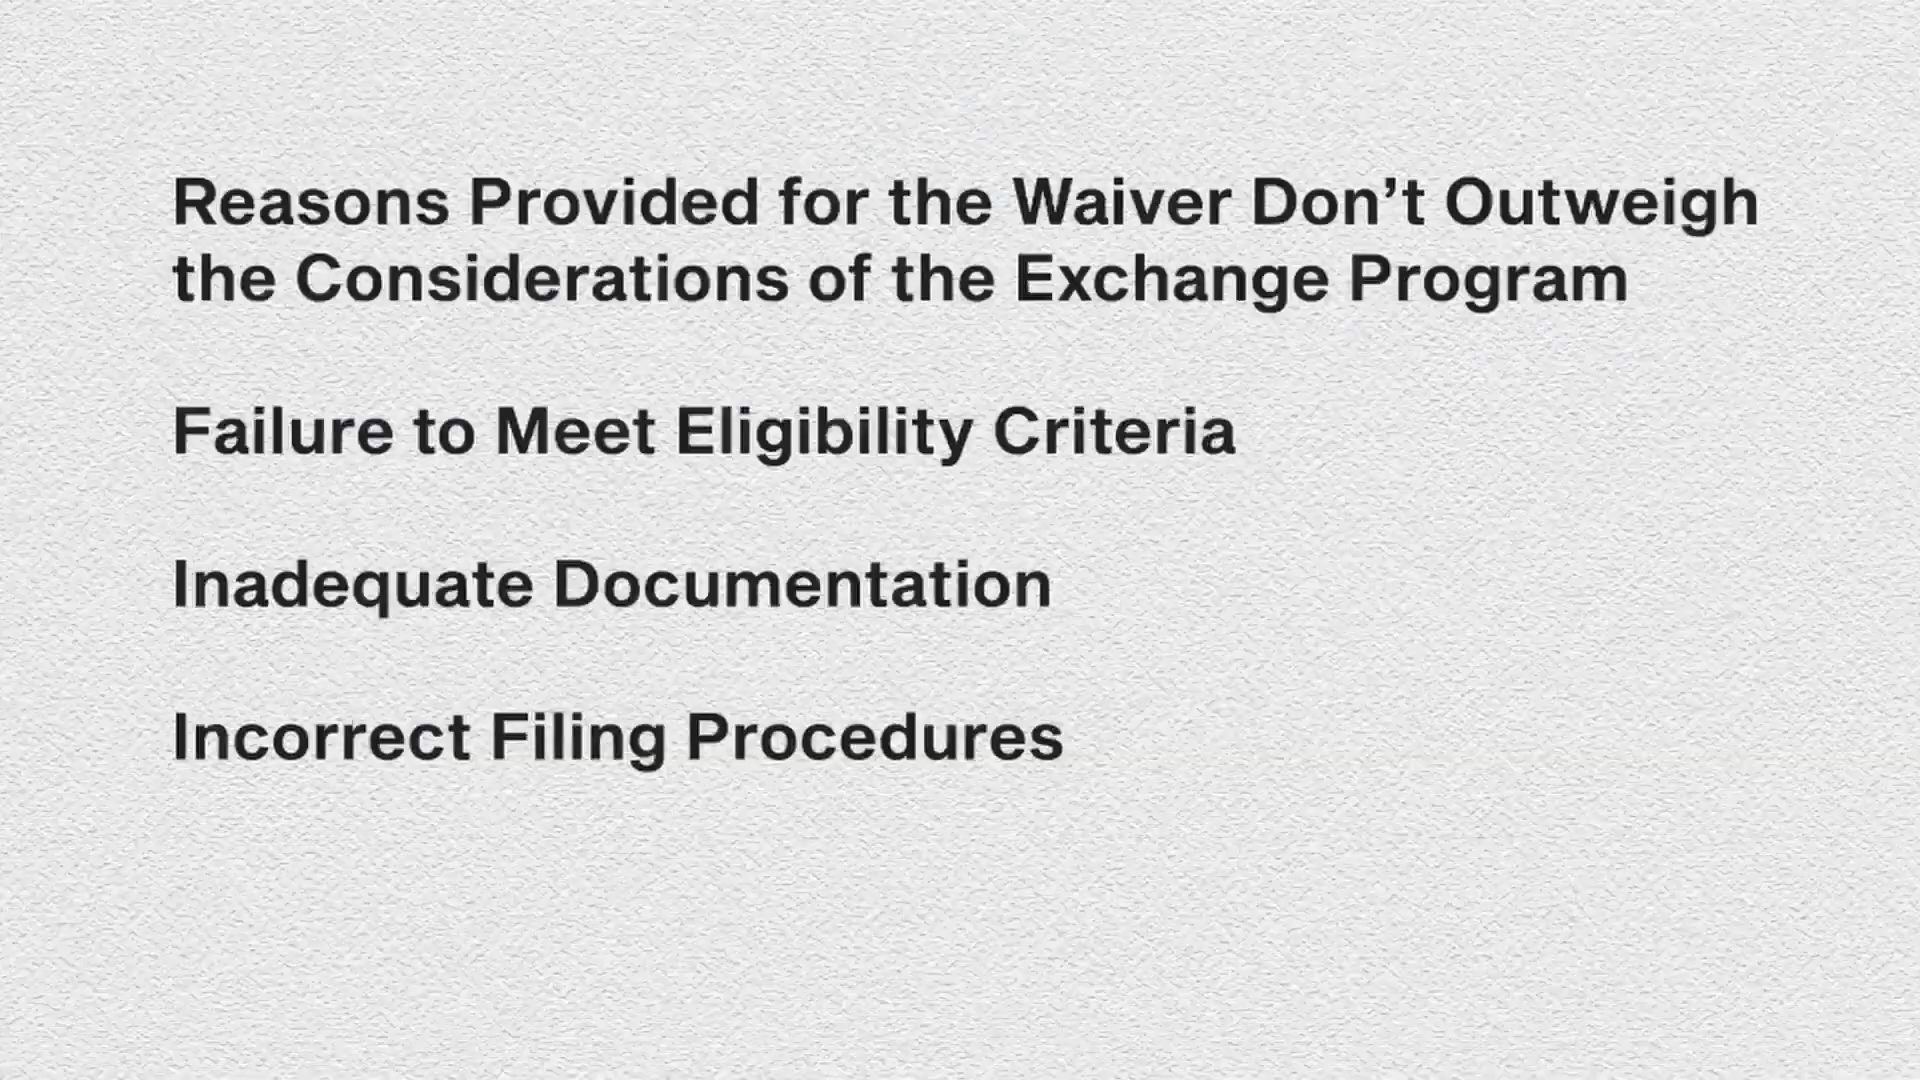 Reasons Provided for the Waiver Don’t Outweigh
the Considerations of the Exchange Program
Failure to Meet Eligibility Criteria
Inadequate Documentation
Incorrect Filing Procedures